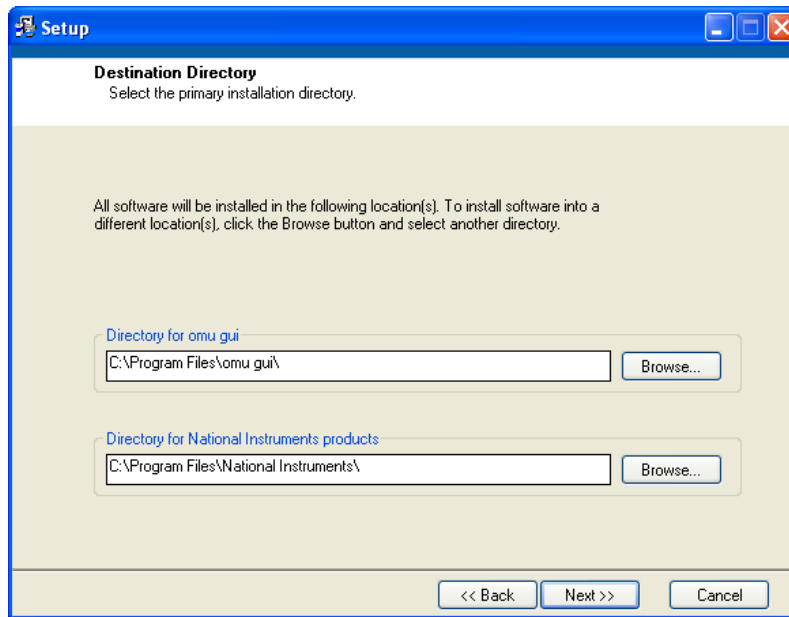 Setup
Destination Directory
Select the primary installation directory.
All software will be installed in the following location(s). To install software into a
different location(s), click the Browse button and select another directory.
Directory for omu gui
C:\Program Files\omu gui\
Browse...
Directory for National Instruments products
C:\Program Files\National Instruments\
Browse...
<< Back
Next >>
Cancel